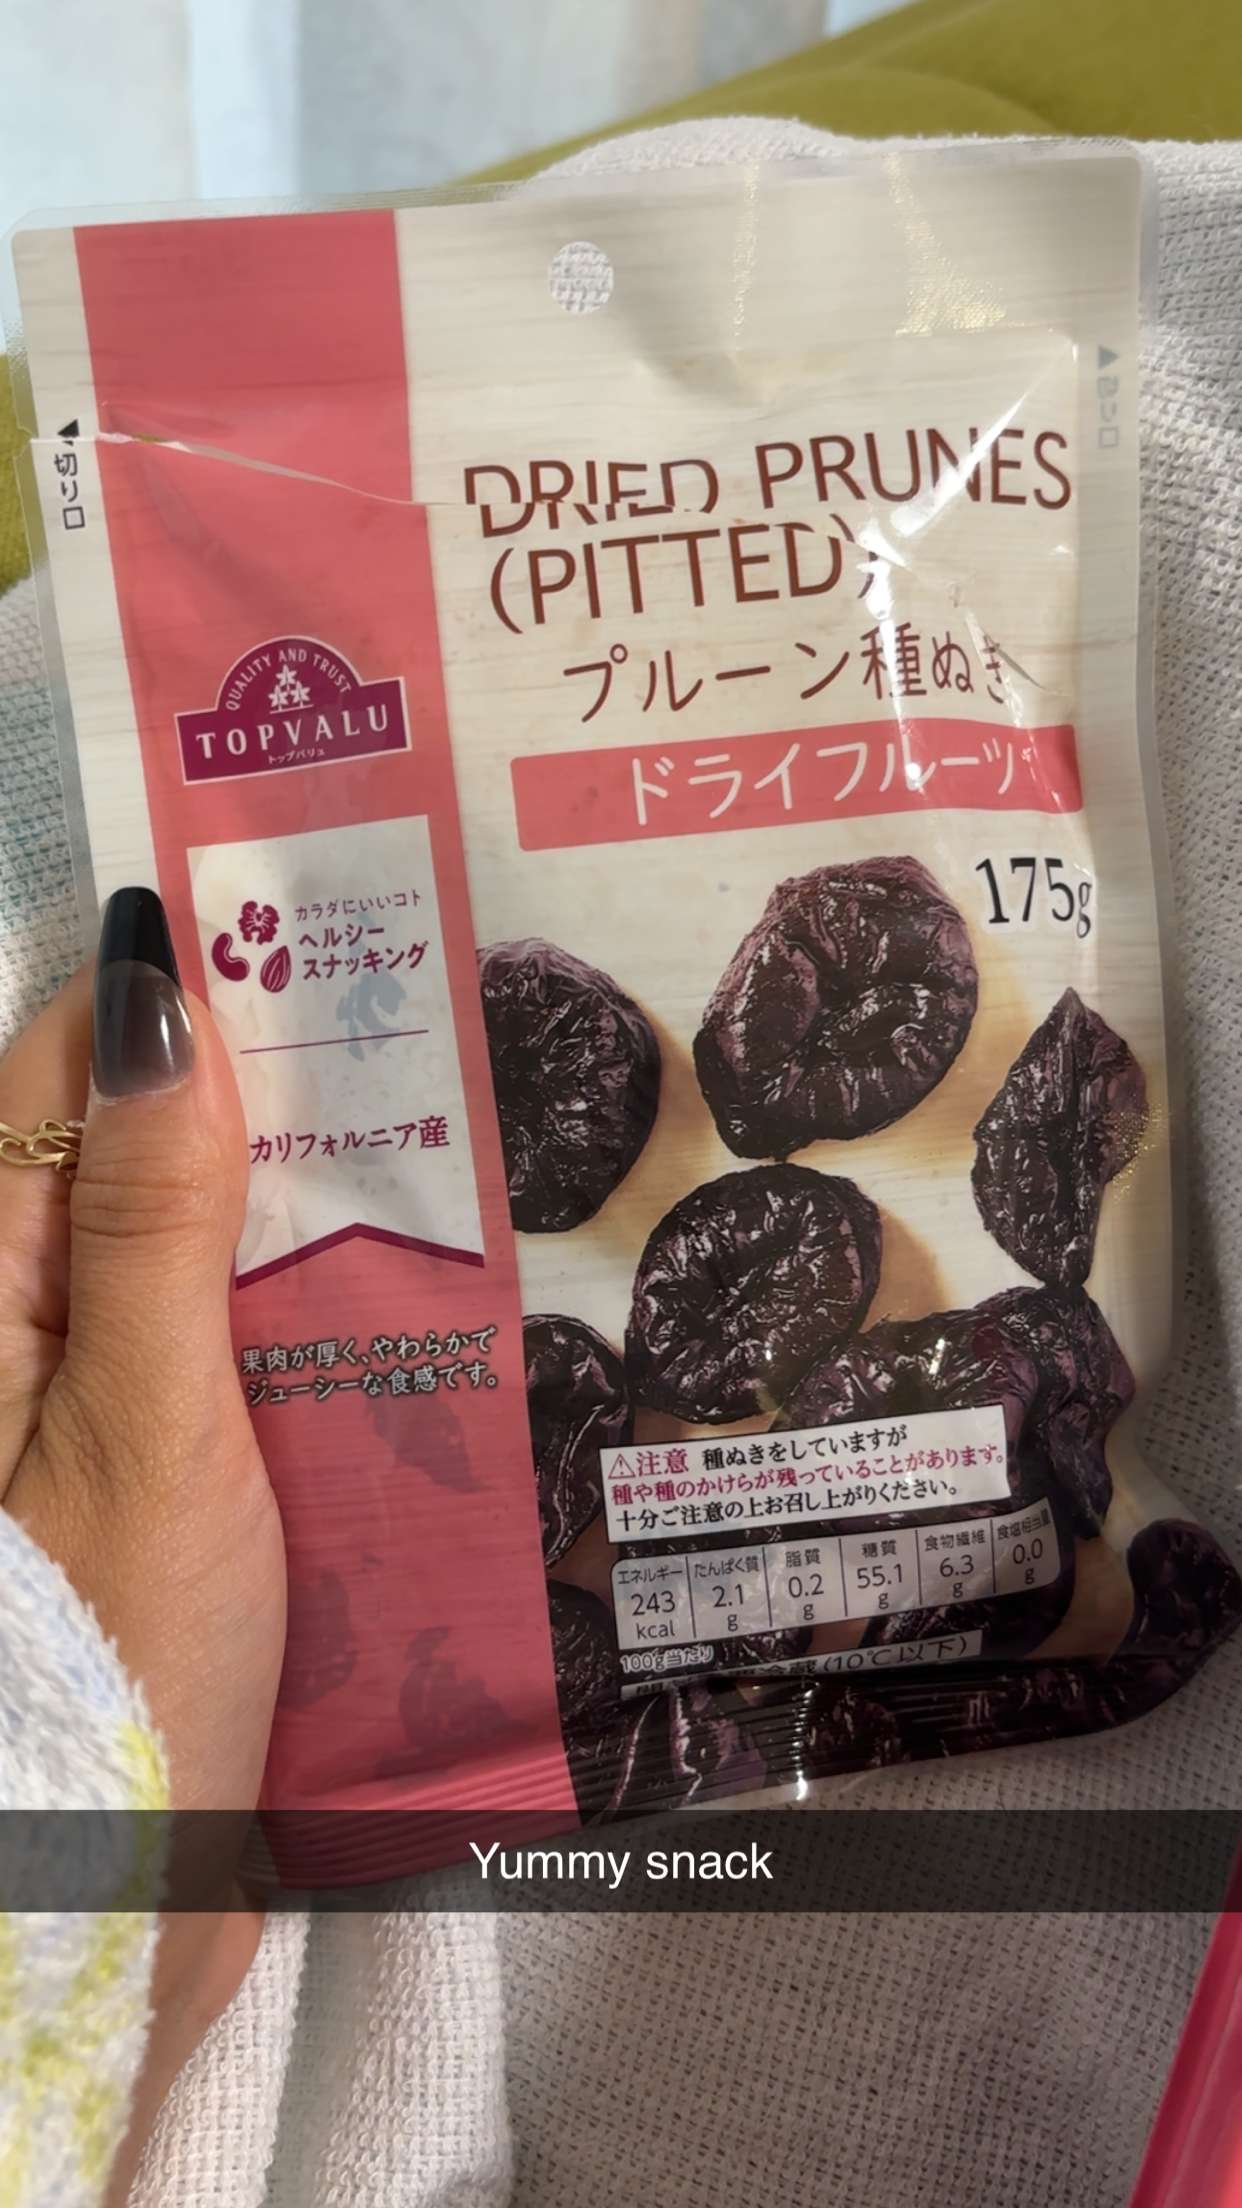 切り口
DRIED PRUNES
(PITTED)
プルーン種ぬき
ドライフルーツ
175g
QUALITY AND TRUST
TOPVALU
トップバリュ
カラダにいいコト
ヘルシー
スナッキング
カリフォルニア産
果肉が厚く、やわらかで
ジューシーな食感です。
⚠注意 種ぬきをしていますが
種や種のかけらが残っていることがあります。
十分ご注意の上お召し上がりください。
エネルギー たんぱく質 脂質 糖質 食物繊維 食塩相当量
243 2.1 0.2 55.1 6.3 0.0
kcal g g g g g
100g当たり
(10℃以下)
Yummy snack